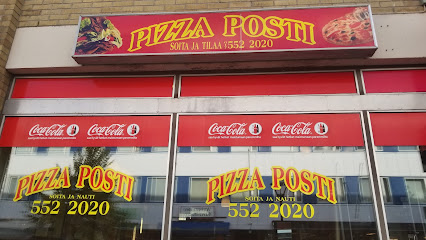 PIZZA POSTI
SOITA JA TILAA 552 2020
Coca-Cola Coca-Cola Coca-Cola Coca-Cola
PIZZA POSTI PIZZA POSTI
SOITA JA NAUTI SOITA JA NAUTI
552 2020 552 2020